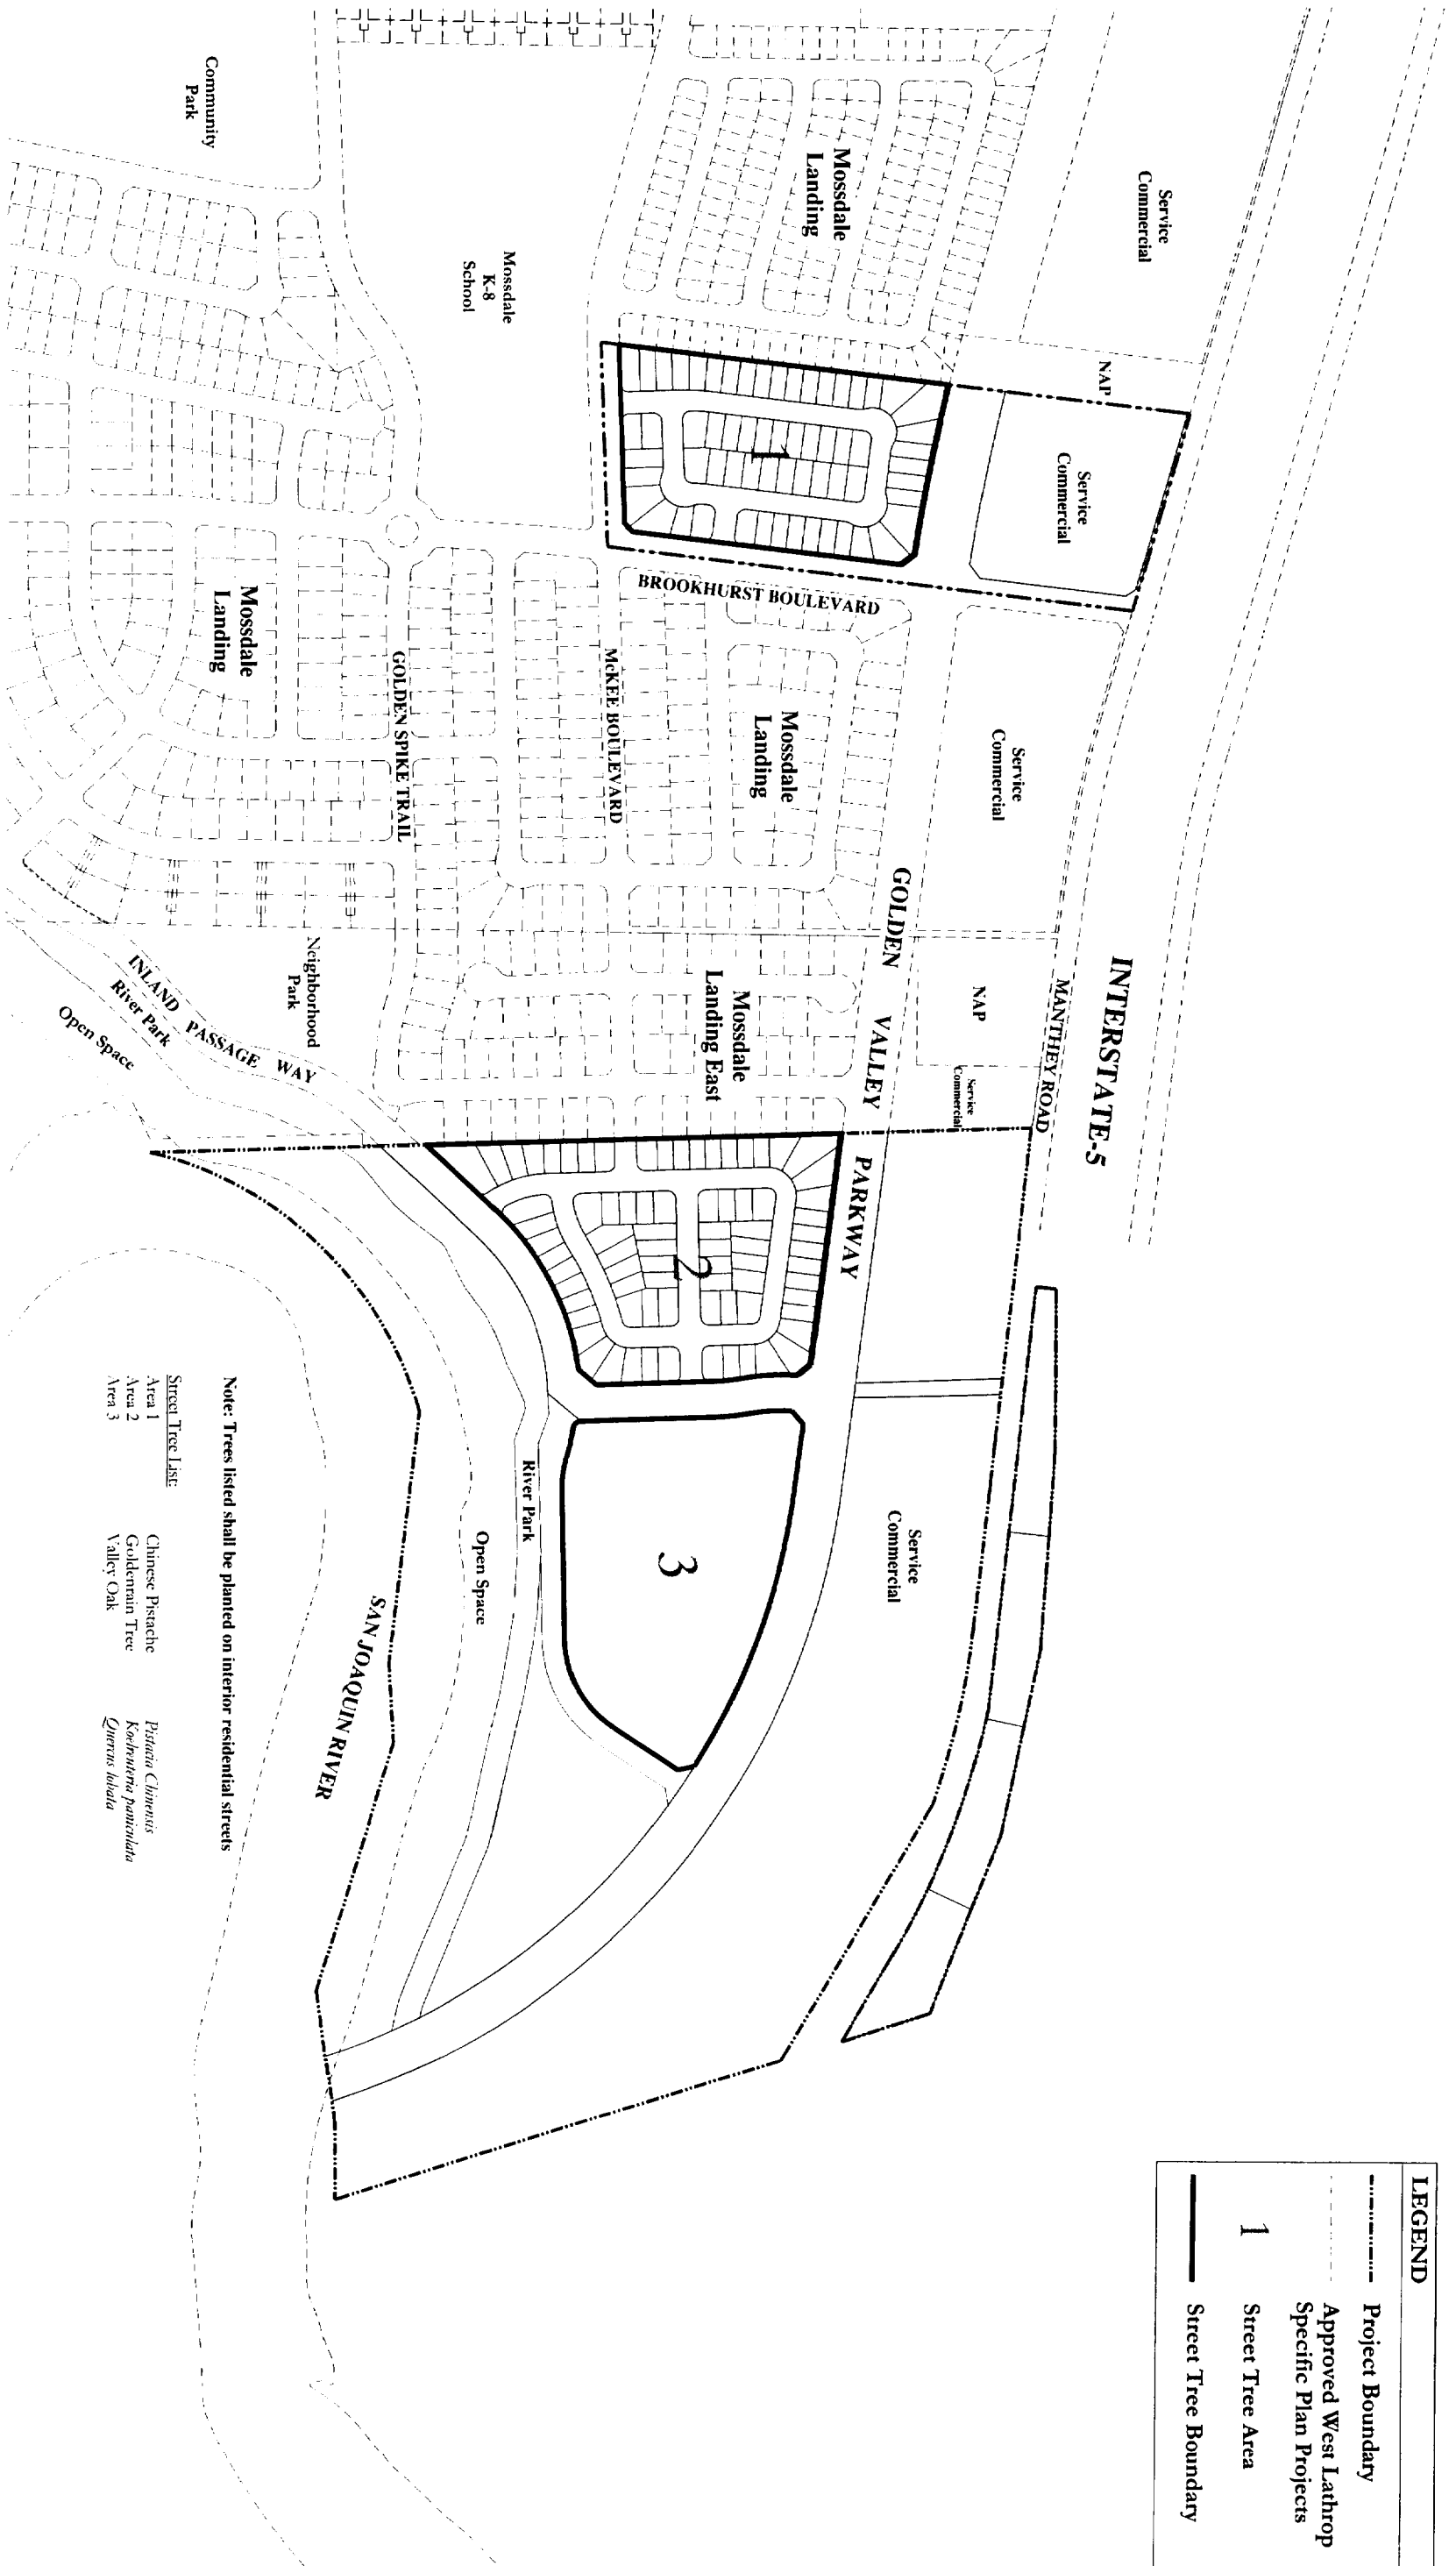 LEGEND
Project Boundary
Approved West Lathrop
Specific Plan Projects
1
Street Tree Area
Street Tree Boundary
INTERSTATE-5
MANTHEY ROAD
Service
Commercial
NAP
Service
Commercial
Service
Commercial
NAP
Service
Commercial
Service
Commercial
GOLDEN VALLEY PARKWAY
Mossdale
Landing
1
BROOKHURST BOULEVARD
Mossdale
Landing
Mossdale
Landing East
2
3
McKEE BOULEVARD
Mossdale
K-8
School
GOLDEN SPIKE TRAIL
Community
Park
Mossdale
Landing
Neighborhood
Park
INLAND PASSAGE WAY
River Park
Open Space
River Park
Open Space
SAN JOAQUIN RIVER
Note: Trees listed shall be planted on interior residential streets
Street Tree List:
Area 1 Chinese Pistache Pistacia Chinensis
Area 2 Goldenrain Tree Koelreuteria paniculata
Area 3 Valley Oak Quercus lobata